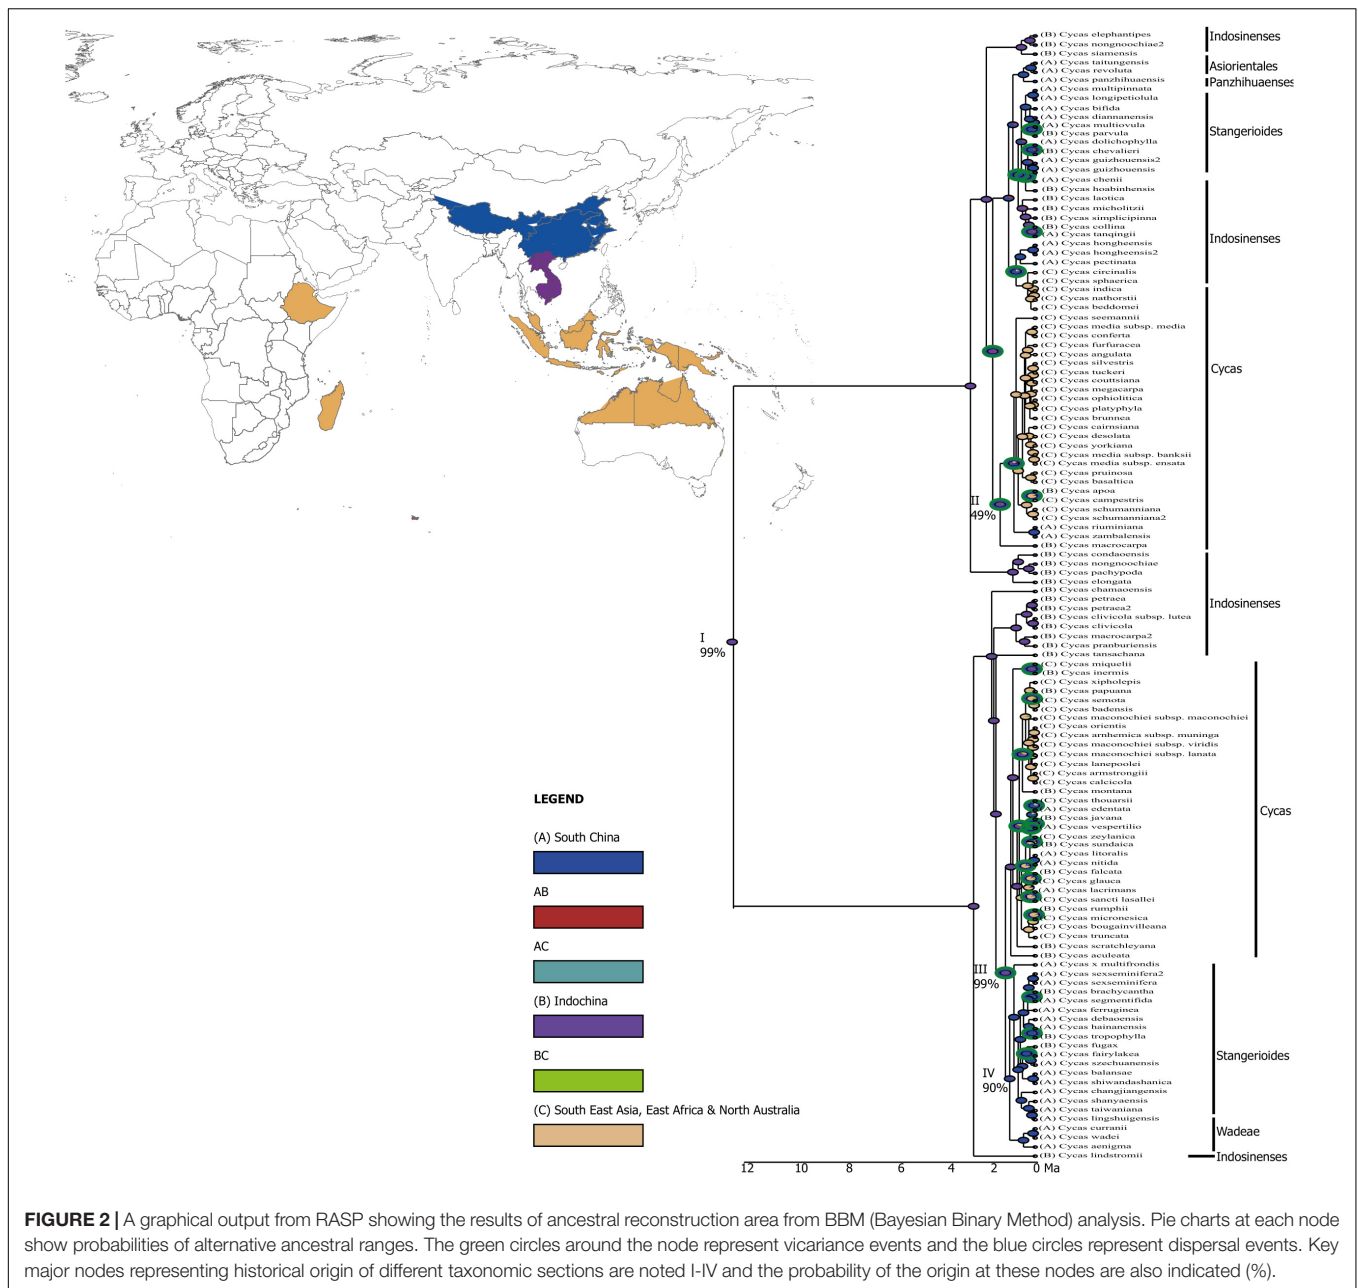 (B) Cycas elephantipes
(B) Cycas nongnoochiae2
(B) Cycas siamensis
Indosinenses
(A) Cycas taitungensis
(A) Cycas revoluta
Asiorientales
(A) Cycas panzhihuaensis
Panzhihuaenses
(A) Cycas multipinnata
(A) Cycas longipetiolula
(A) Cycas bifida
(A) Cycas diannanensis
(A) Cycas multiovula
(B) Cycas parvula
(A) Cycas dolichophylla
(B) Cycas chevalieri
(A) Cycas guizhouensis2
(A) Cycas guizhouensis
Stangerioides
(A) Cycas chenii
(B) Cycas hoabinhensis
(B) Cycas laotica
(B) Cycas micholitzii
(B) Cycas simplicipinna
(B) Cycas collina
(A) Cycas tanqingii
(A) Cycas hongheensis
(A) Cycas hongheensis2
(A) Cycas pectinata
(C) Cycas circinalis
Indosinenses
(C) Cycas sphaerica
(C) Cycas indica
(C) Cycas nathorstii
(C) Cycas beddomei
(C) Cycas seemannii
(C) Cycas media subsp. media
(C) Cycas conferta
(C) Cycas furfuracea
(C) Cycas angulata
(C) Cycas silvestris
(C) Cycas tuckeri
(C) Cycas couttsiana
(C) Cycas megacarpa
(C) Cycas ophiolitica
(C) Cycas platyphyla
(C) Cycas brunnea
(C) Cycas cairnsiana
(C) Cycas desolata
(C) Cycas yorkiana
(C) Cycas media subsp. banksii
(C) Cycas media subsp. ensata
(C) Cycas pruinosa
(C) Cycas basaltica
(B) Cycas apoa
(C) Cycas campestris
(C) Cycas schumanniana
(C) Cycas schumanniana2
(A) Cycas riuminiana
(A) Cycas zambalensis
(B) Cycas macrocarpa
Cycas
II
49%
(B) Cycas condaoensis
(B) Cycas nongnoochiae
(B) Cycas pachypoda
(B) Cycas elongata
(B) Cycas chamaoensis
(B) Cycas petraea
(B) Cycas petraea2
(B) Cycas clivicola subsp. lutea
(B) Cycas clivicola
(B) Cycas macrocarpa2
(B) Cycas pranburiensis
(B) Cycas tansachana
Indosinenses
I
99%
(C) Cycas miquelii
(B) Cycas inermis
(C) Cycas xipholepis
(B) Cycas papuana
(C) Cycas semota
(C) Cycas badensis
(C) Cycas maconochiei subsp. maconochiei
(C) Cycas orientis
(C) Cycas arnhemica subsp. muninga
(C) Cycas maconochiei subsp. viridis
(C) Cycas maconochiei subsp. lanata
(C) Cycas lanepoolei
(C) Cycas armstrongiii
(C) Cycas calcicola
(B) Cycas montana
(C) Cycas thouarsii
(A) Cycas edentata
(B) Cycas javana
(A) Cycas vespertilio
(C) Cycas zeylanica
(B) Cycas sundaica
(A) Cycas litoralis
(A) Cycas nitida
(B) Cycas falcata
(C) Cycas glauca
(A) Cycas lacrimans
(C) Cycas sancti lasallei
(B) Cycas rumphii
(C) Cycas micronesica
(C) Cycas bougainvilleana
(C) Cycas truncata
(B) Cycas scratchleyana
(B) Cycas aculeata
Cycas
III
99%
(A) Cycas x multifrondis
(A) Cycas sexseminifera2
(A) Cycas sexseminifera
(B) Cycas brachycantha
(A) Cycas segmentifida
(A) Cycas ferruginea
(A) Cycas debaoensis
(A) Cycas hainanensis
(B) Cycas tropophylla
(B) Cycas fugax
(A) Cycas fairylakea
(A) Cycas szechuanensis
(A) Cycas balansae
(A) Cycas shiwandashanica
(A) Cycas changjiangensis
(A) Cycas shanyaensis
(A) Cycas taiwaniana
(A) Cycas lingshuigensis
Stangerioides
IV
90%
(A) Cycas curranii
(A) Cycas wadei
(A) Cycas aenigma
Wadeae
(B) Cycas lindstromii
Indosinenses
12 10 8 6 4 2 0 Ma
LEGEND
(A) South China
AB
AC
(B) Indochina
BC
(C) South East Asia, East Africa & North Australia
FIGURE 2 | A graphical output from RASP showing the results of ancestral reconstruction area from BBM (Bayesian Binary Method) analysis. Pie charts at each node
show probabilities of alternative ancestral ranges. The green circles around the node represent vicariance events and the blue circles represent dispersal events. Key
major nodes representing historical origin of different taxonomic sections are noted I-IV and the probability of the origin at these nodes are also indicated (%).